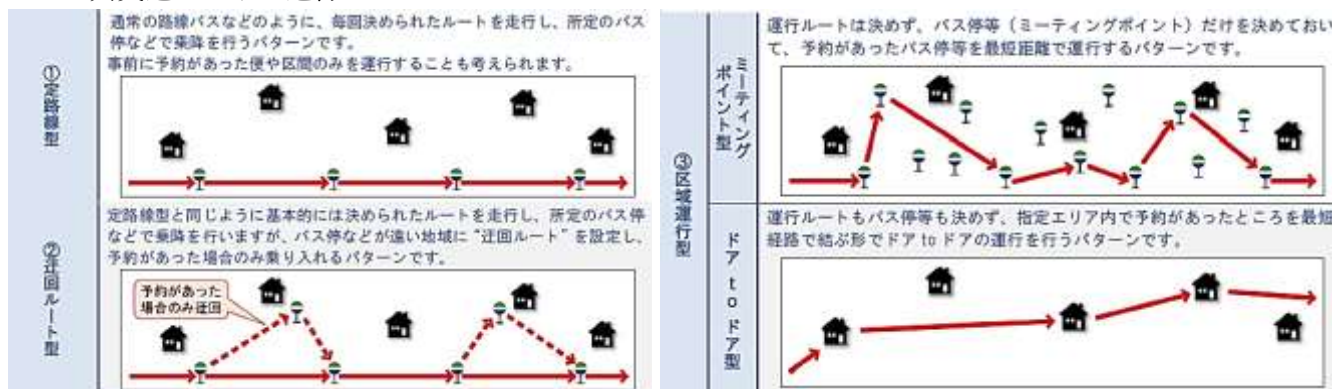 ①定路線型
通常の路線バスなどのように、毎回決められたルートを走行し、所定のバス
停などで乗降を行うパターンです。
事前に予約があった便や区間のみを運行することも考えられます。
②迂回ルート型
定路線型と同じように基本的には決められたルートを走行し、所定のバス停
などで乗降を行いますが、バス停などが遠い地域に“迂回ルート”を設定し、
予約があった場合のみ乗り入れるパターンです。
予約があった
場合のみ迂回
③区域運行型
ミーティング
ポイント型
運行ルートは決めず、バス停等（ミーティングポイント）だけを決めておい
て、予約があったバス停等を最短距離で運行するパターンです。
ドア to ドア型
運行ルートもバス停等も決めず、指定エリア内で予約があったところを最短
経路で結ぶ形でドア to ドアの運行を行うパターンです。